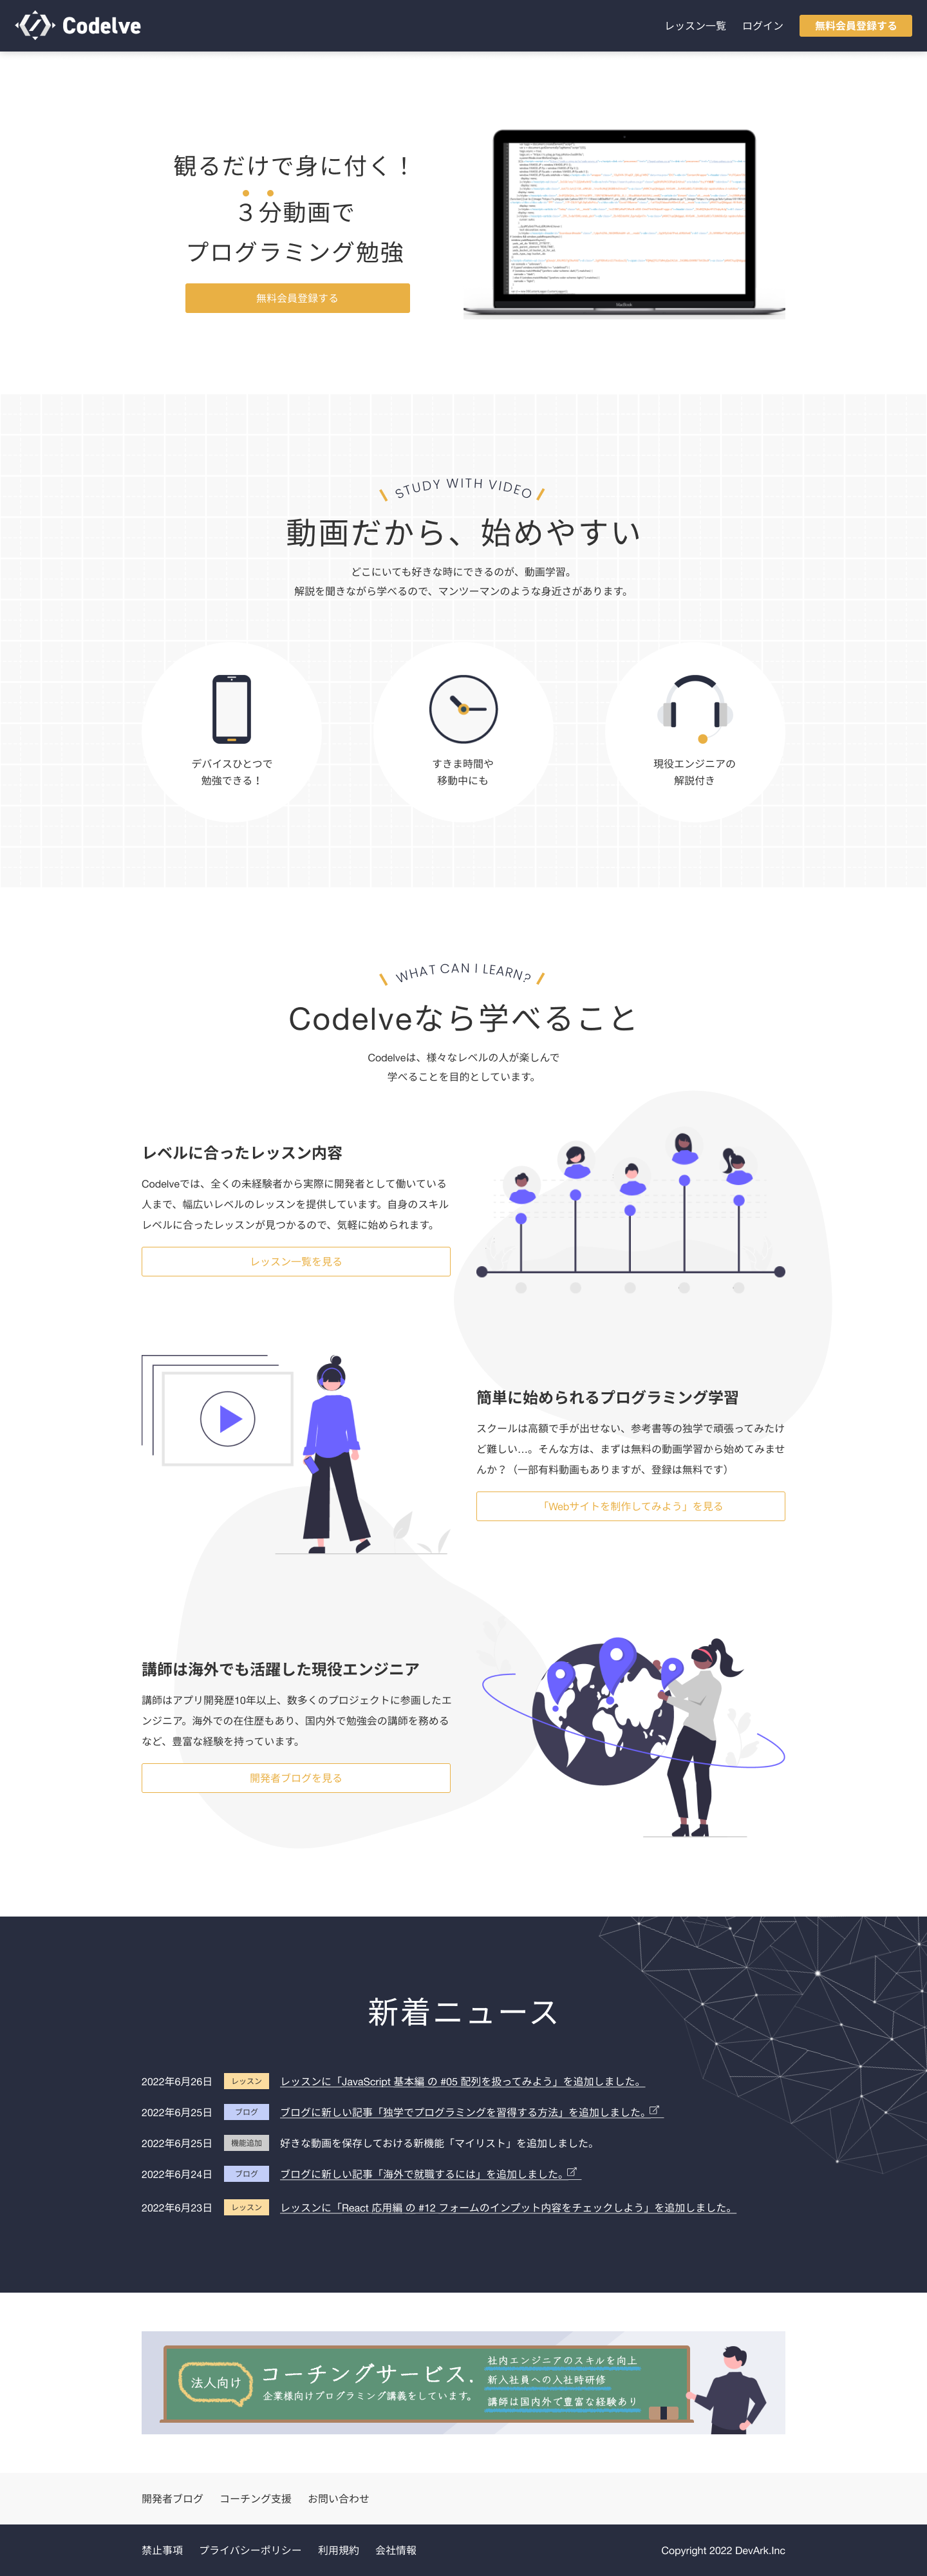 Codelve
レッスン一覧 ログイン 無料会員登録する
観るだけで身に付く！
３分動画で
プログラミング勉強
無料会員登録する
MacBook
STUDY WITH VIDEO
動画だから、始めやすい
どこにいても好きな時にできるのが、動画学習。
解説を聞きながら学べるので、マンツーマンのような身近さがあります。
デバイスひとつで
勉強できる！
すきま時間や
移動中にも
現役エンジニアの
解説付き
WHAT CAN I LEARN?
Codelveなら学べること
Codelveは、様々なレベルの人が楽しんで
学べることを目的としています。
レベルに合ったレッスン内容
Codelveでは、全くの未経験者から実際に開発者として働いている
人まで、幅広いレベルのレッスンを提供しています。自身のスキル
レベルに合ったレッスンが見つかるので、気軽に始められます。
レッスン一覧を見る
簡単に始められるプログラミング学習
スクールは高額で手が出せない、参考書等の独学で頑張ってみたけ
ど難しい…。そんな方は、まずは無料の動画学習から始めてみませ
んか？（一部有料動画もありますが、登録は無料です）
「Webサイトを制作してみよう」を見る
講師は海外でも活躍した現役エンジニア
講師はアプリ開発歴10年以上、数多くのプロジェクトに参画したエ
ンジニア。海外での在住歴もあり、国内外で勉強会の講師を務める
など、豊富な経験を持っています。
開発者ブログを見る
新着ニュース
2022年6月26日 レッスン レッスンに「JavaScript 基本編 の #05 配列を扱ってみよう」を追加しました。
2022年6月25日 ブログ ブログに新しい記事「独学でプログラミングを習得する方法」を追加しました。
2022年6月25日 機能追加 好きな動画を保存しておける新機能「マイリスト」を追加しました。
2022年6月24日 ブログ ブログに新しい記事「海外で就職するには」を追加しました。
2022年6月23日 レッスン レッスンに「React 応用編 の #12 フォームのインプット内容をチェックしよう」を追加しました。
法人向け
コーチングサービス.
企業様向けプログラミング講義をしています。
社内エンジニアのスキルを向上
新入社員への入社時研修
講師は国内外で豊富な経験あり
開発者ブログ コーチング支援 お問い合わせ
禁止事項 プライバシーポリシー 利用規約 会社情報 Copyright 2022 DevArk.Inc